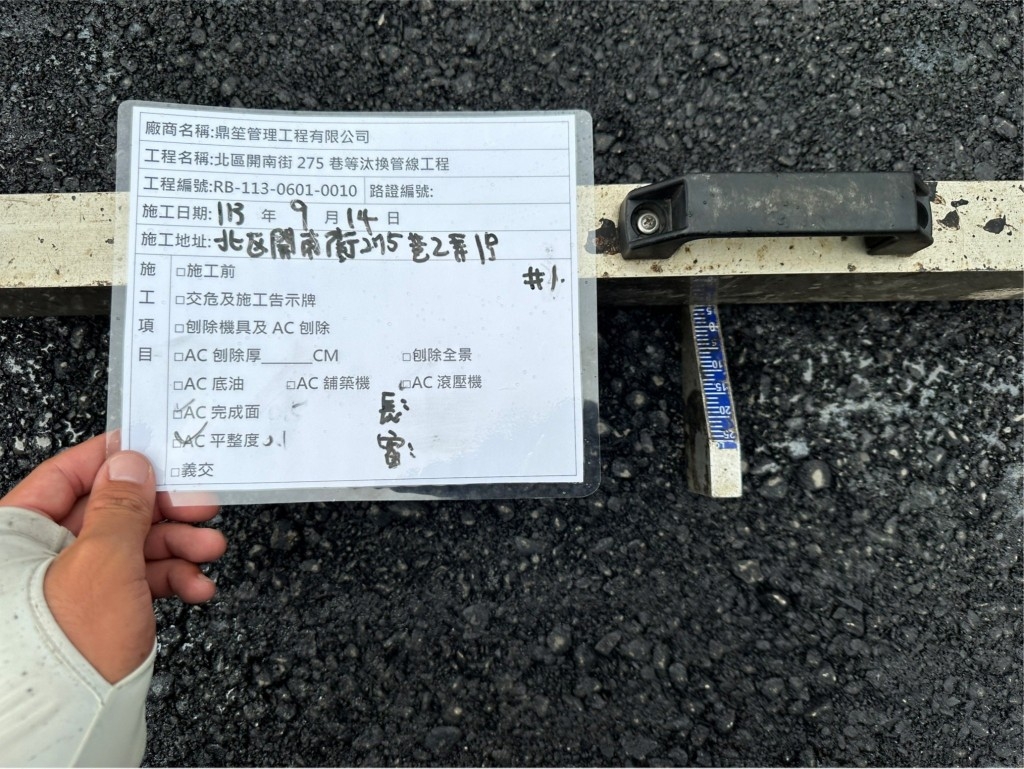 廠商名稱:鼎笙管理工程有限公司
工程名稱:北區開南街 275 巷等汰換管線工程
工程編號:RB-113-0601-0010 路證編號:
施工日期: 113 年 9 月 14 日
施工地址: 北區開南街275巷2弄19
#1.
施工項目
□施工前
□交危及施工告示牌
□刨除機具及 AC 刨除
□AC 刨除厚______CM □刨除全景
□AC 底油 □AC 鋪築機 □AC 滾壓機
☑AC 完成面 長:
☑AC 平整度 0.1 寬:
□義交
5
10
15
20
25